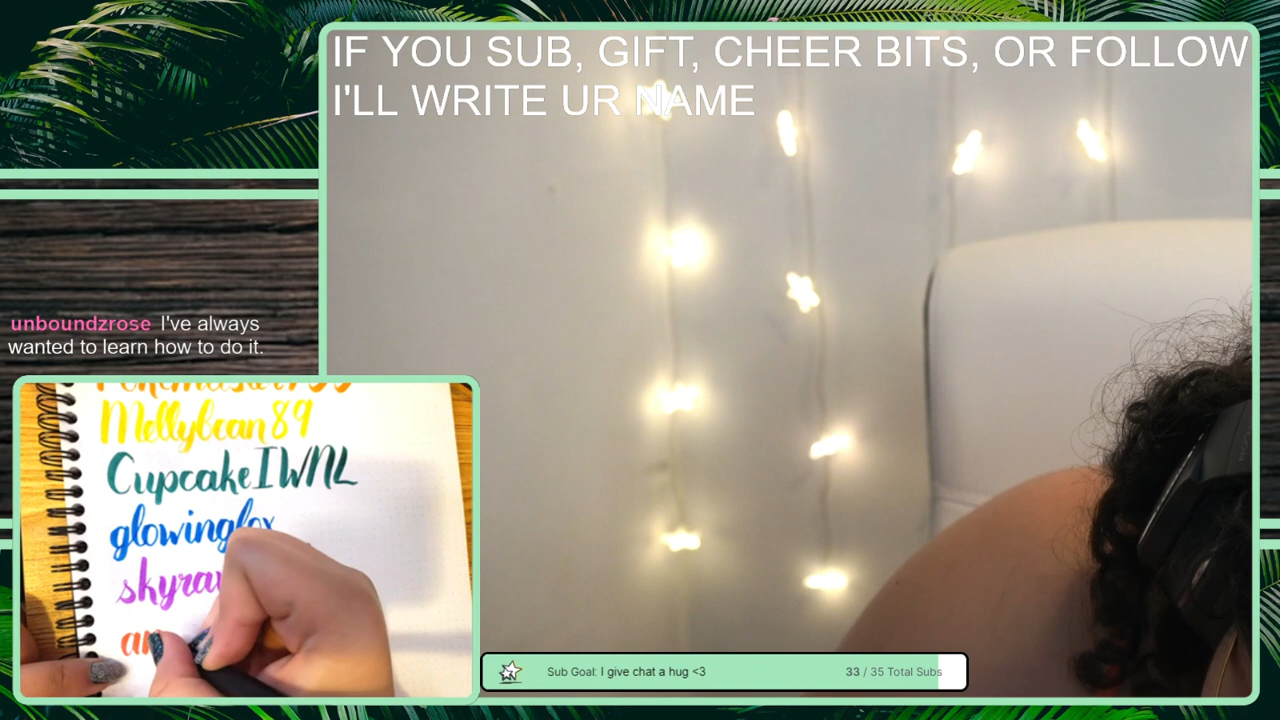 IF YOU SUB, GIFT, CHEER BITS, OR FOLLOW
I'LL WRITE UR NAME
unboundzrose I've always
wanted to learn how to do it.
Mellybean89
CupcakeIWNL
glowingfox
Sub Goal: I give chat a hug <3 33 / 35 Total Subs